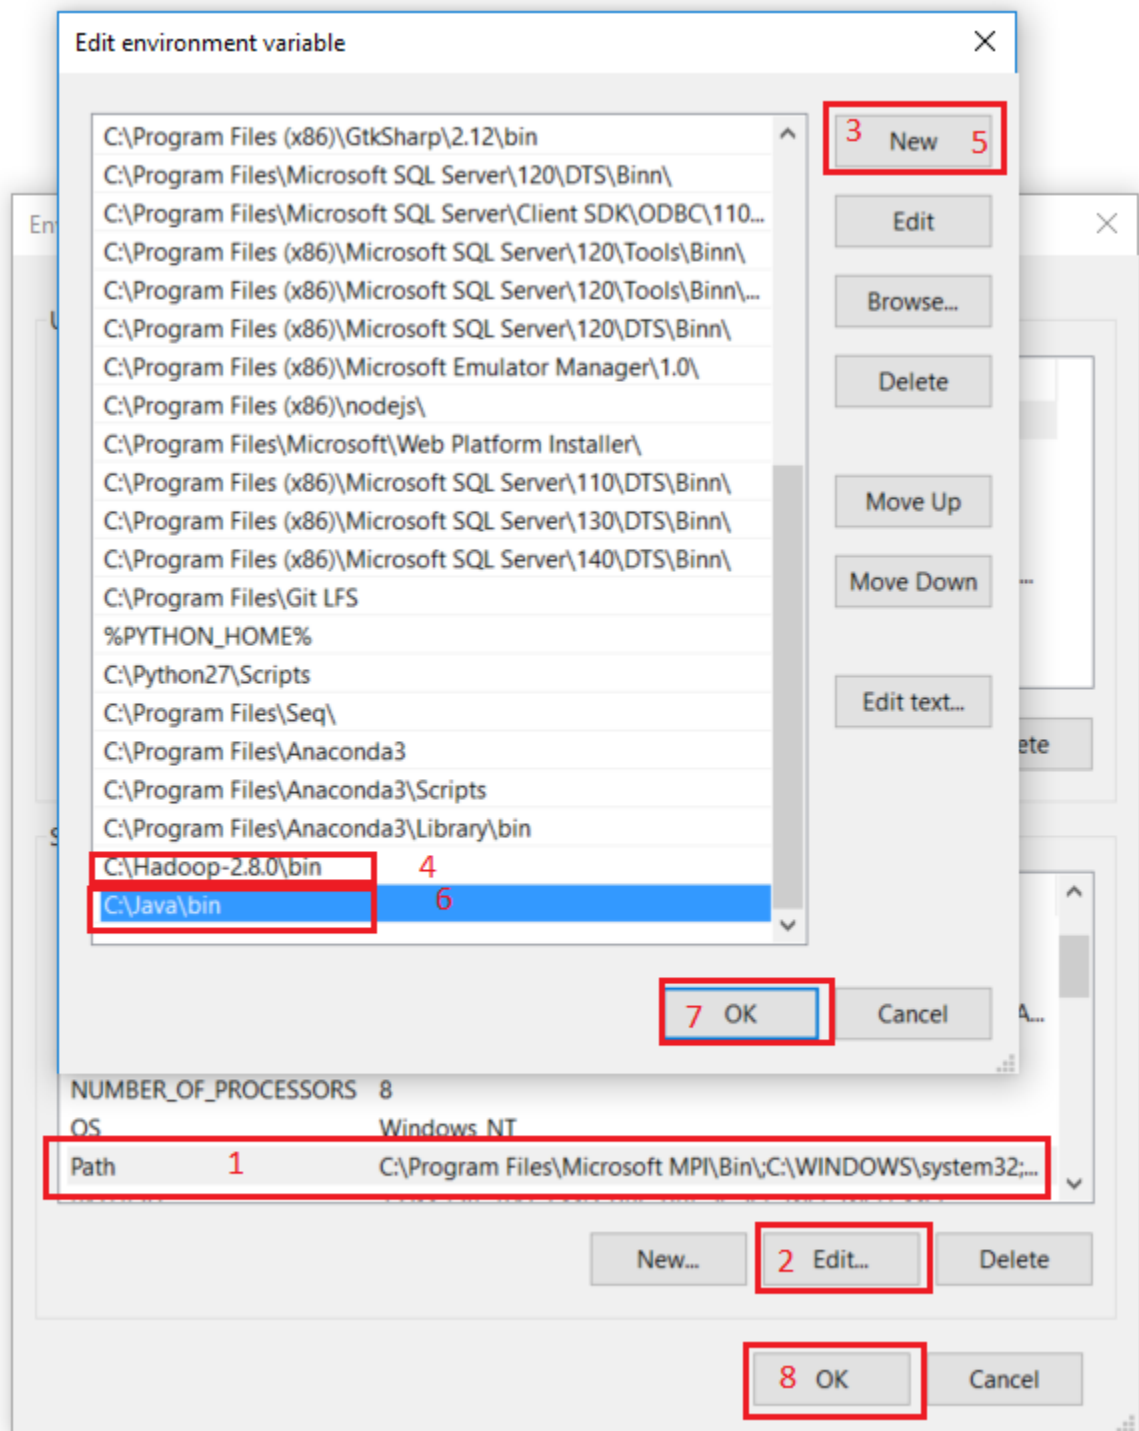 Edit environment variable
C:\Program Files (x86)\GtkSharp\2.12\bin
C:\Program Files\Microsoft SQL Server\120\DTS\Binn\
C:\Program Files\Microsoft SQL Server\Client SDK\ODBC\110...
C:\Program Files (x86)\Microsoft SQL Server\120\Tools\Binn\
C:\Program Files (x86)\Microsoft SQL Server\120\Tools\Binn\...
C:\Program Files (x86)\Microsoft SQL Server\120\DTS\Binn\
C:\Program Files (x86)\Microsoft Emulator Manager\1.0\
C:\Program Files (x86)\nodejs\
C:\Program Files\Microsoft\Web Platform Installer\
C:\Program Files (x86)\Microsoft SQL Server\110\DTS\Binn\
C:\Program Files (x86)\Microsoft SQL Server\130\DTS\Binn\
C:\Program Files (x86)\Microsoft SQL Server\140\DTS\Binn\
C:\Program Files\Git LFS
%PYTHON_HOME%
C:\Python27\Scripts
C:\Program Files\Seq\
C:\Program Files\Anaconda3
C:\Program Files\Anaconda3\Scripts
C:\Program Files\Anaconda3\Library\bin
C:\Hadoop-2.8.0\bin 4
C:\Java\bin 6
3 New 5
Edit
Browse...
Delete
Move Up
Move Down
Edit text...
7 OK
Cancel
En
ete
A...
NUMBER_OF_PROCESSORS 8
OS Windows_NT
Path 1 C:\Program Files\Microsoft MPI\Bin\;C:\WINDOWS\system32;...
New...
2 Edit...
Delete
8 OK
Cancel